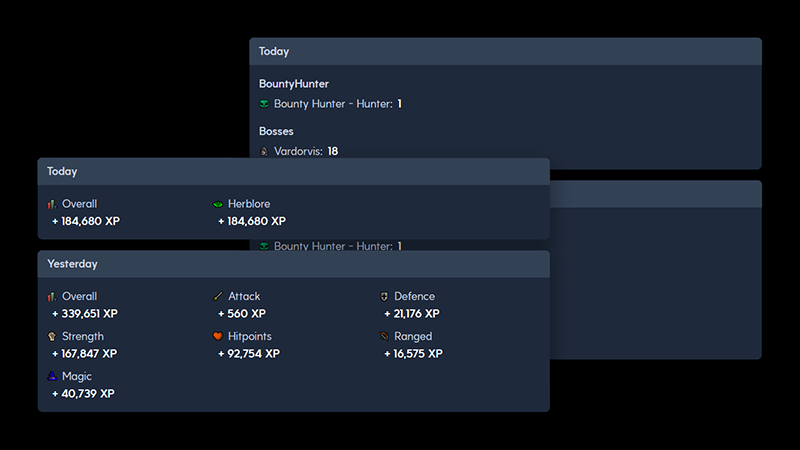 Today
BountyHunter
Bounty Hunter - Hunter: 1
Bosses
Vardorvis: 18
Today
Overall
+ 184,680 XP
Herblore
+ 184,680 XP
Bounty Hunter - Hunter: 1
Yesterday
Overall
+ 339,651 XP
Attack
+ 560 XP
Defence
+ 21,176 XP
Strength
+ 167,847 XP
Hitpoints
+ 92,754 XP
Ranged
+ 16,575 XP
Magic
+ 40,739 XP